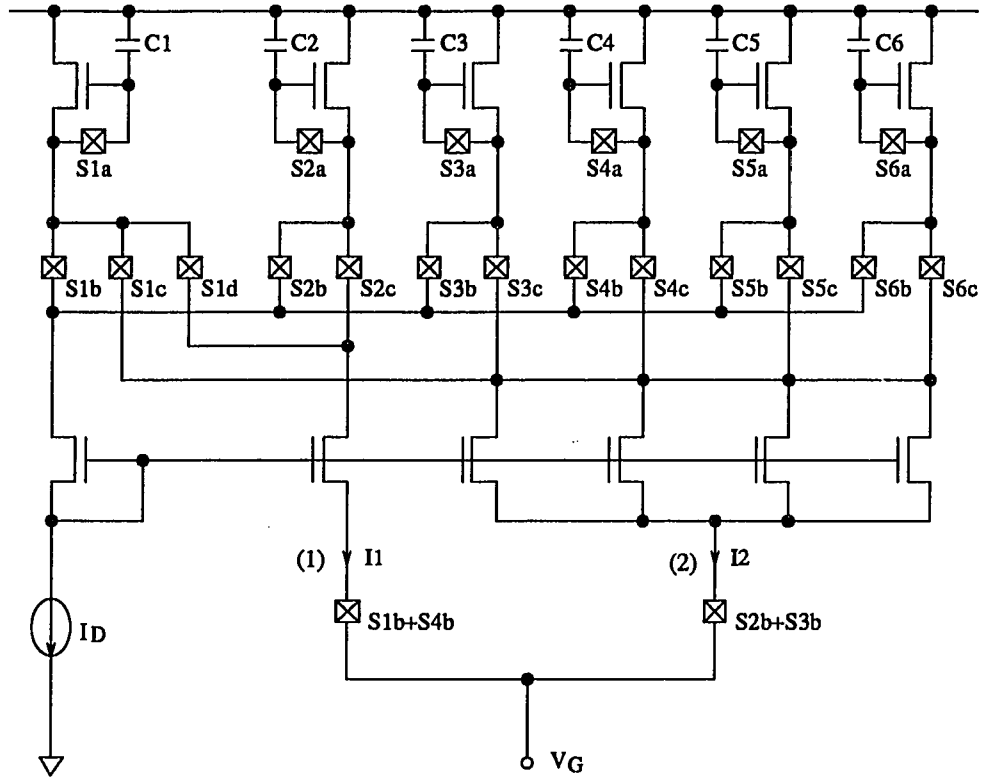 C1 C2 C3 C4 C5 C6
S1a S2a S3a S4a S5a S6a
S1b S1c S1d S2b S2c S3b S3c S4b S4c S5b S5c S6b S6c
(1) I1 (2) I2
S1b+S4b S2b+S3b
ID
VG